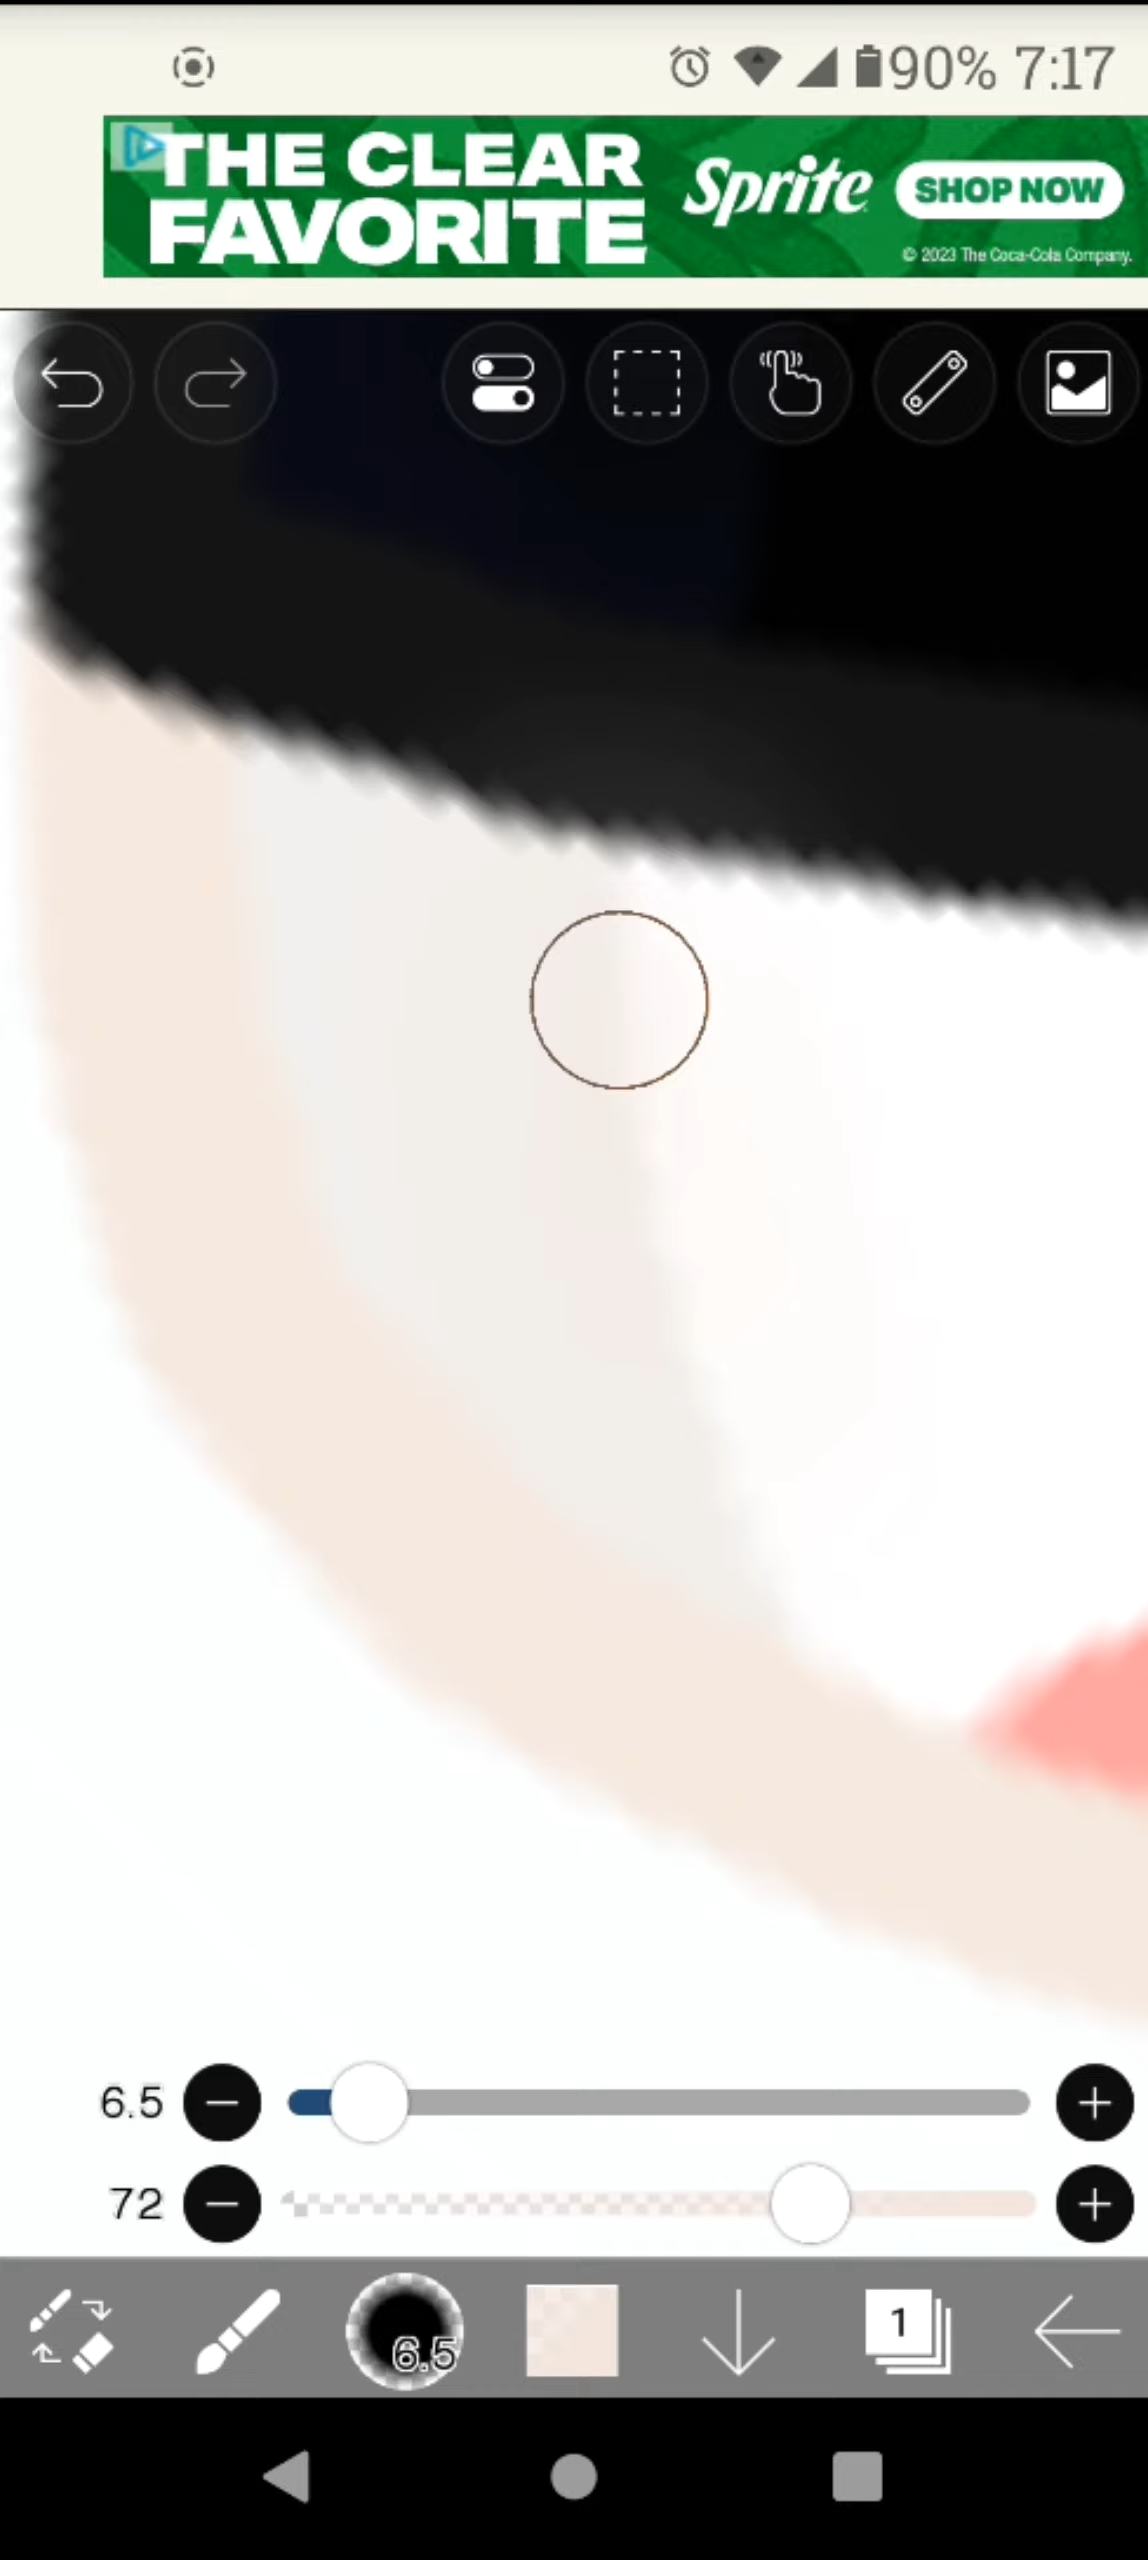 90% 7:17
THE CLEAR
FAVORITE
Sprite
SHOP NOW
© 2023 The Coca-Cola Company.
6.5
72
6.5
1